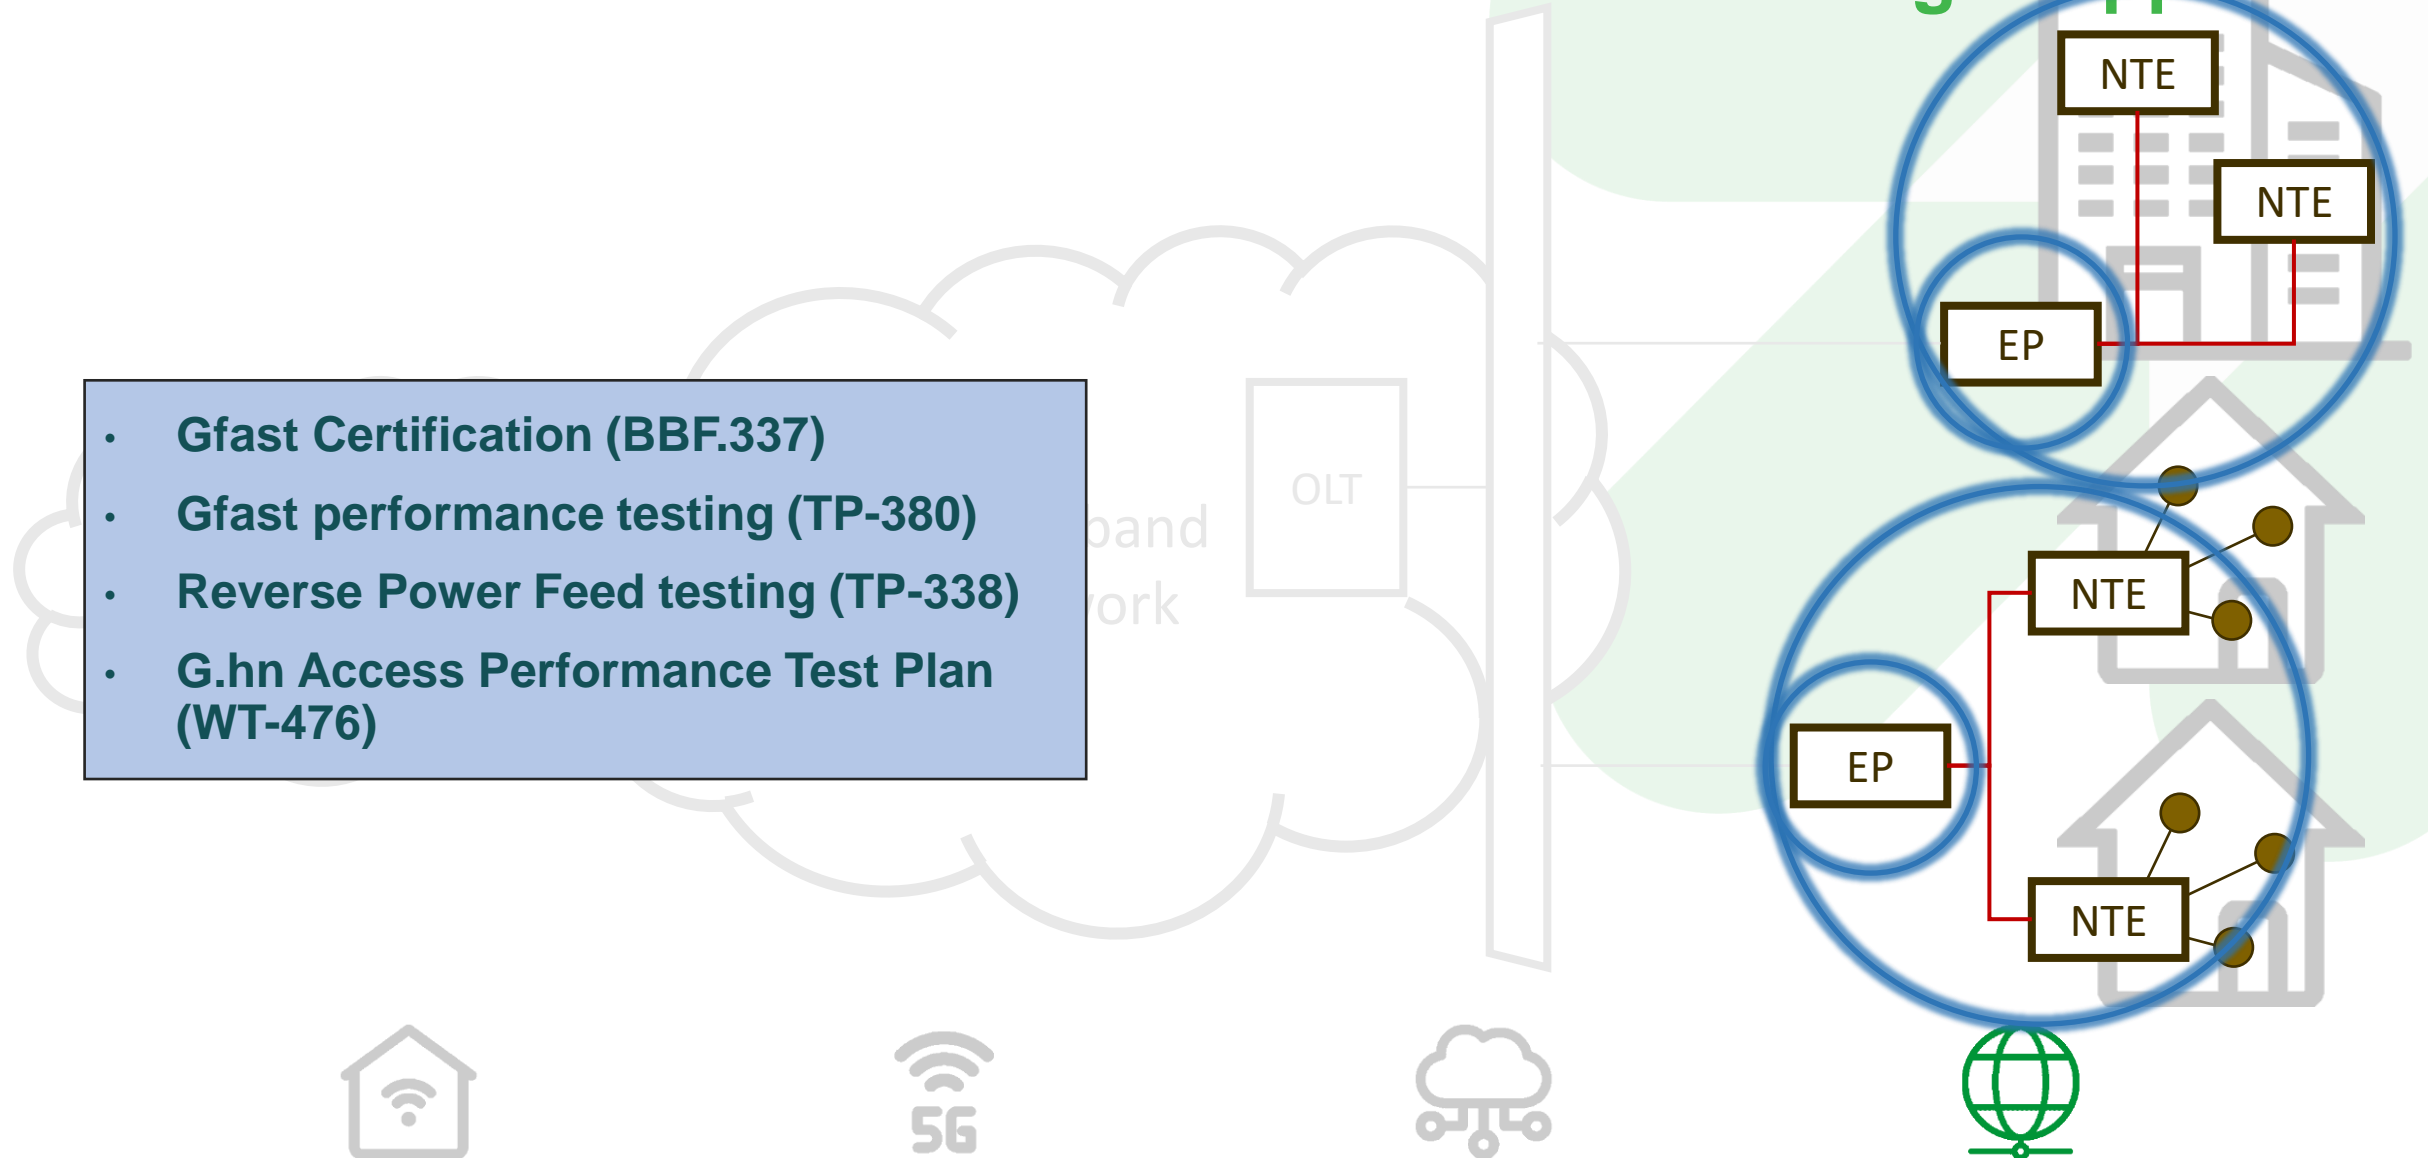 NTE
NTE
EP
• Gfast Certification (BBF.337)
• Gfast performance testing (TP-380)
• Reverse Power Feed testing (TP-338)
• G.hn Access Performance Test Plan
(WT-476)
OLT
NTE
EP
NTE
5G